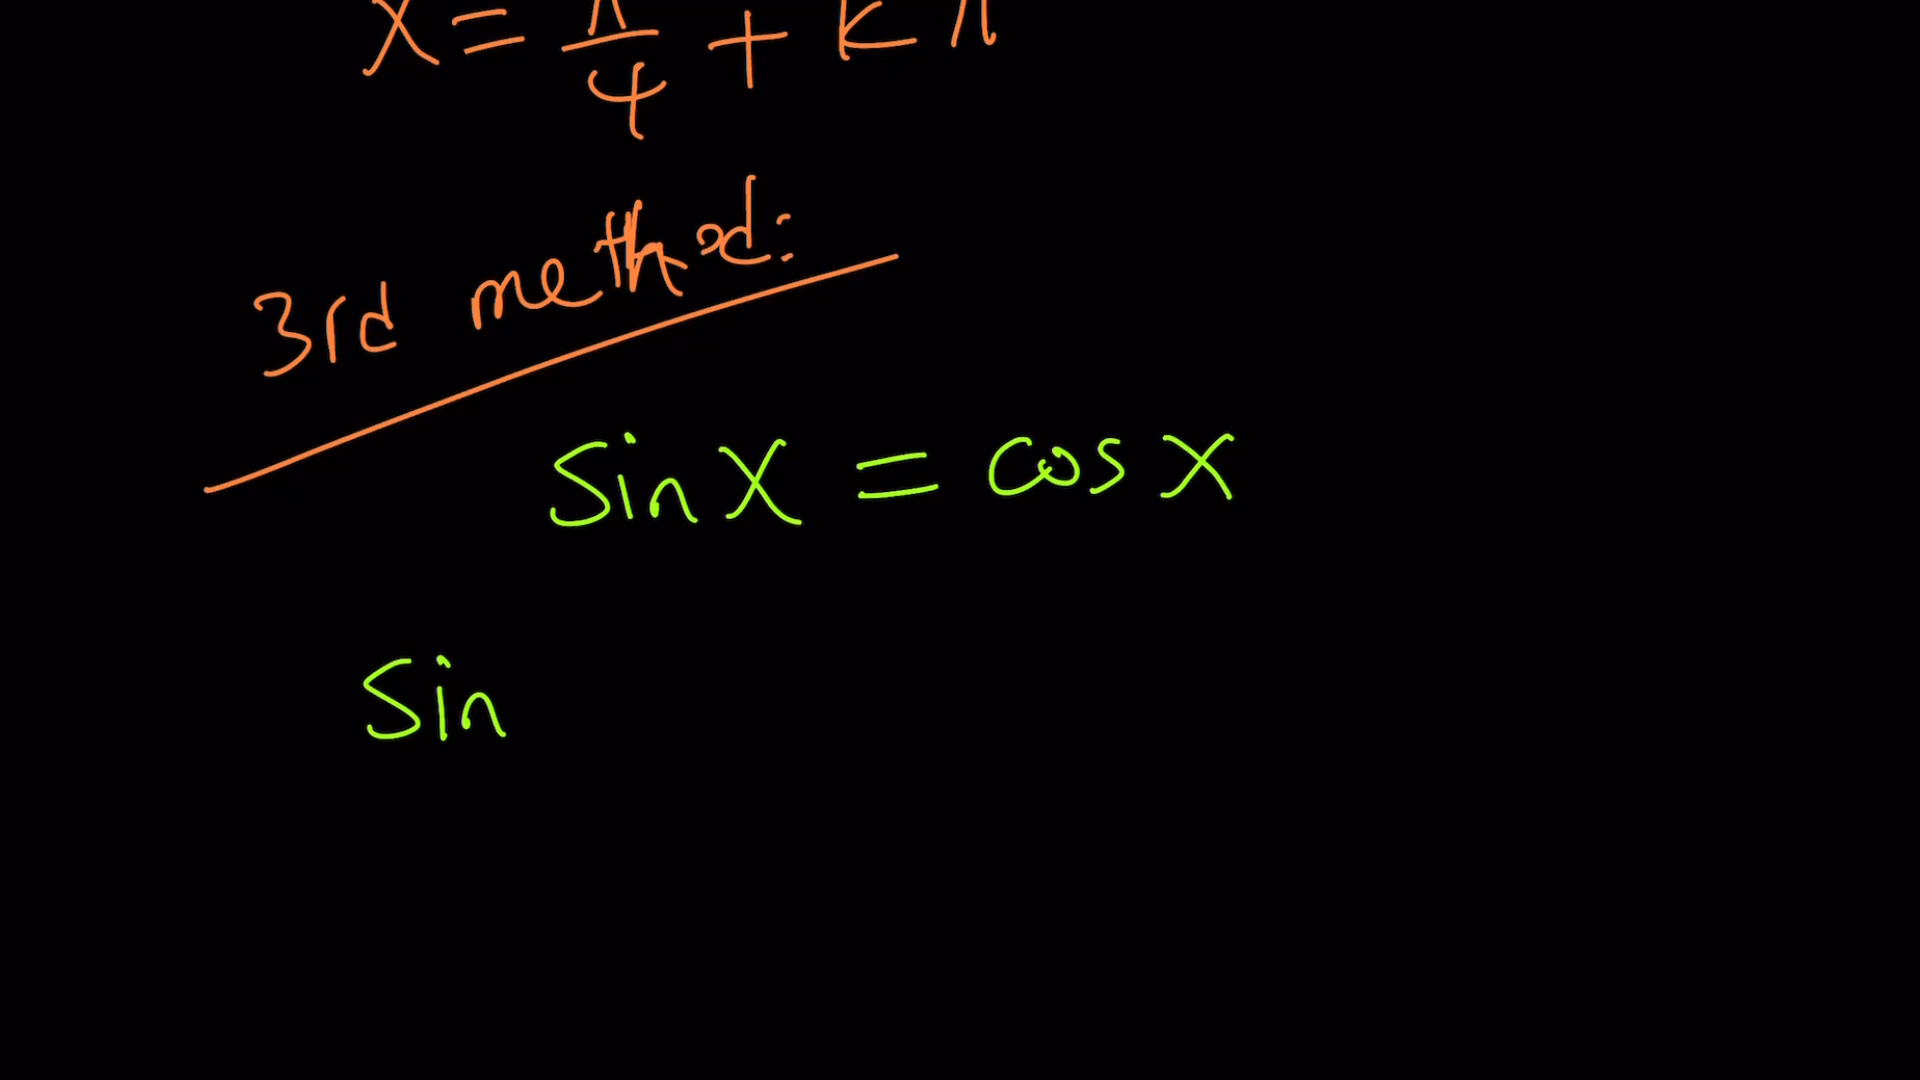 x = π/4 + kπ
3rd method:
Sin x = cos x
Sin